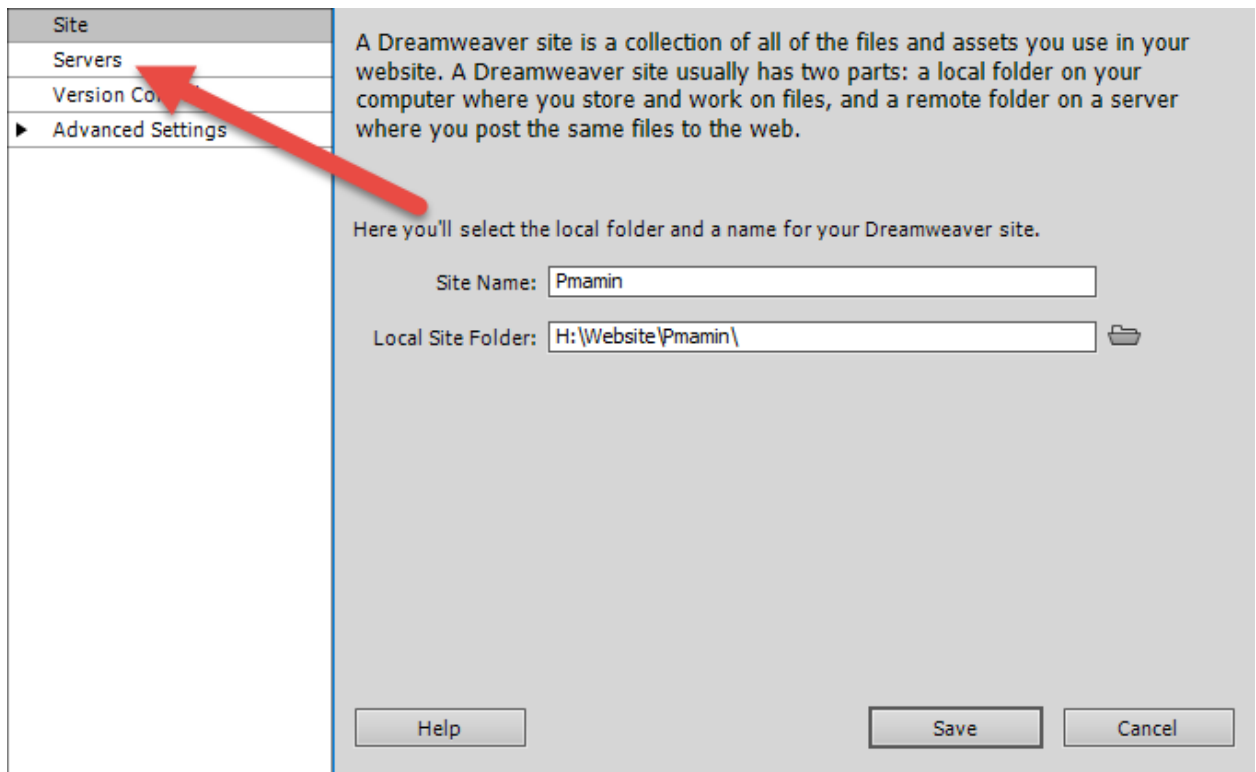 Site
Servers
Version Co
Advanced Settings
A Dreamweaver site is a collection of all of the files and assets you use in your
website. A Dreamweaver site usually has two parts: a local folder on your
computer where you store and work on files, and a remote folder on a server
where you post the same files to the web.
Here you'll select the local folder and a name for your Dreamweaver site.
Site Name: Pmamin
Local Site Folder: H:\Website\Pmamin\
Help Save Cancel